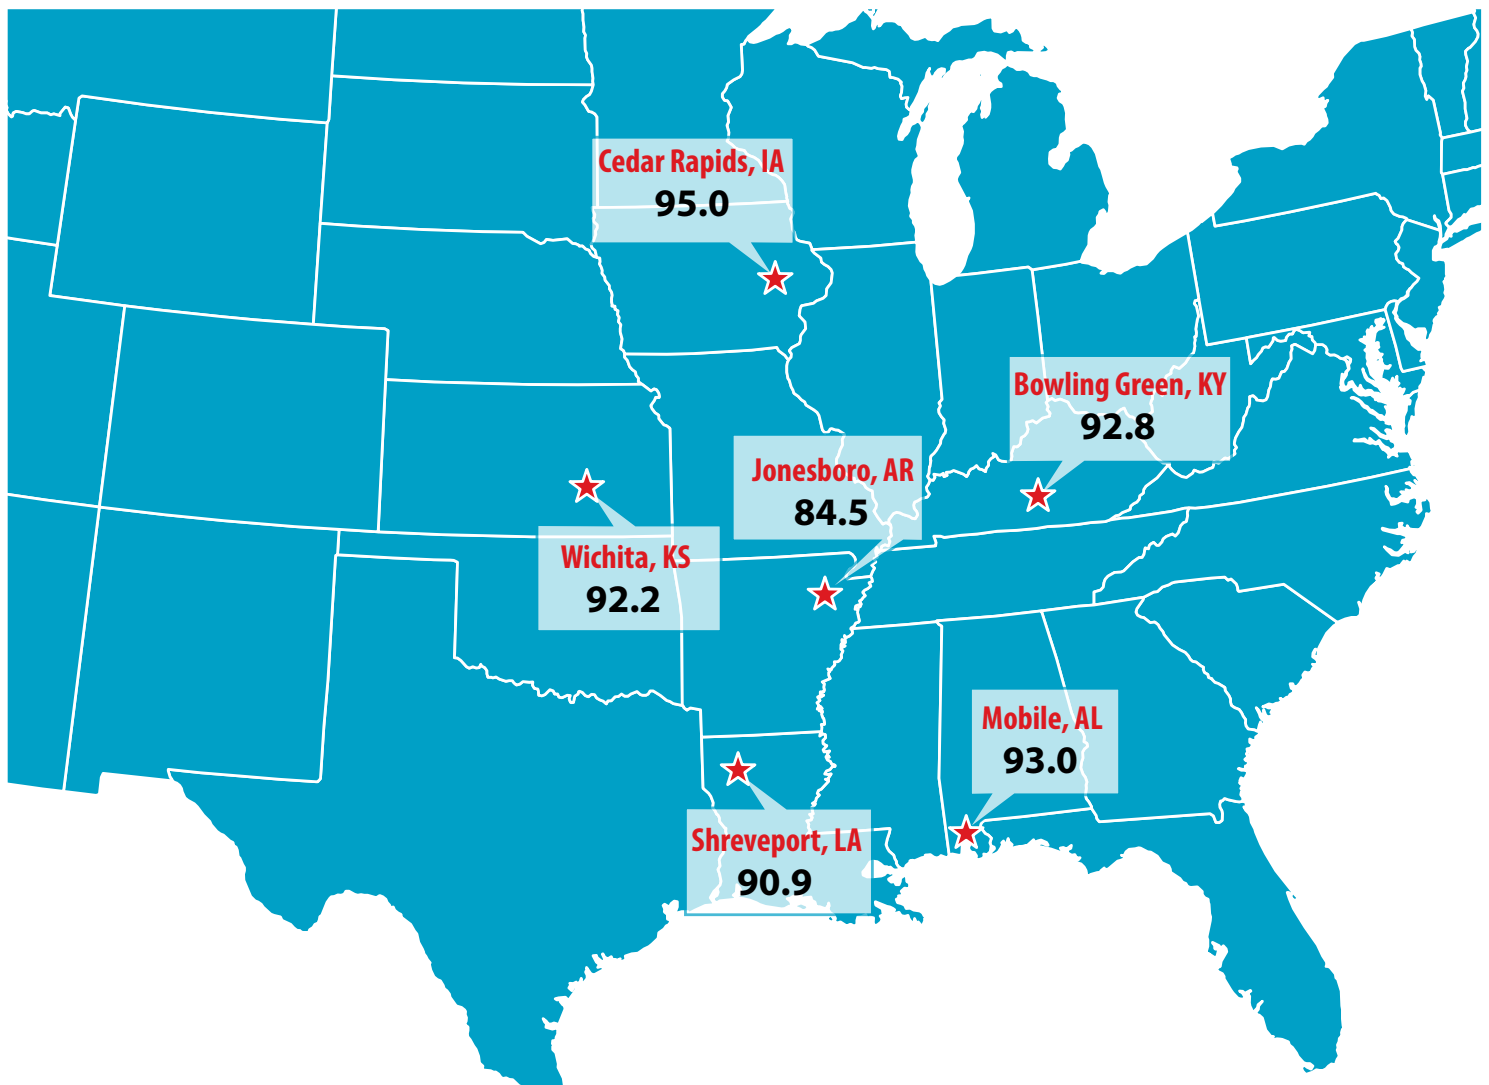 Cedar Rapids, IA
95.0
Bowling Green, KY
92.8
Jonesboro, AR
84.5
Wichita, KS
92.2
Mobile, AL
93.0
Shreveport, LA
90.9